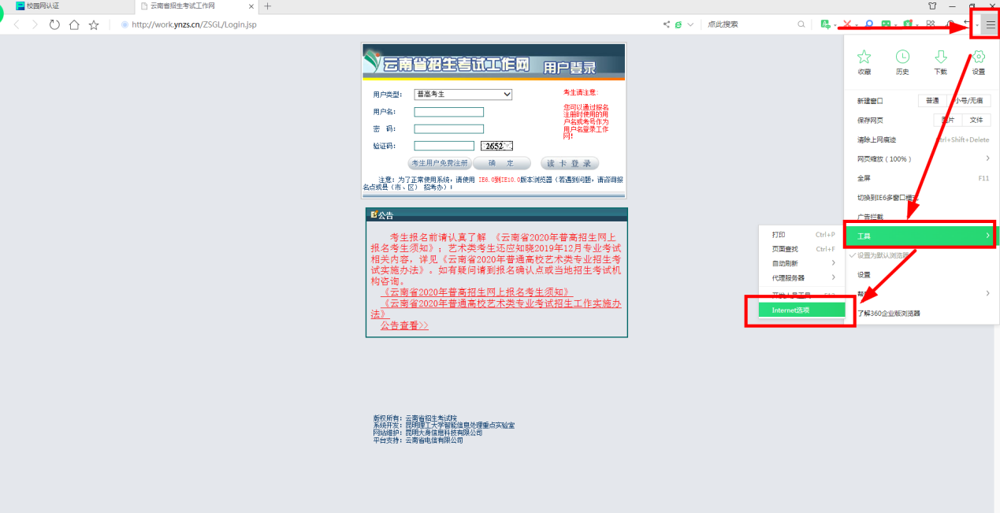 校园网认证
云南省招生考试工作网
http://work.ynzs.cn/ZSGL/Login.jsp
点此搜索
云南省招生考试工作网 用户登录
用户类型: 普高考生
用户名:
密 码:
验证码: 2652
考生请注意:
您可以通过报名
注册时使用的用
户名或考号作为
用户名登录工作
网!
考生用户免费注册 确 定 读 卡 登 录
注意: 为了正常使用系统, 请使用 IE6.0到IE10.0版本浏览器(若遇到问题, 请咨询报
名点或县(市、区) 招考办);
公告
考生报名前请认真了解 《云南省2020年普高招生网上
报名考生须知》; 艺术类考生还应知晓2019年12月专业考试
相关内容, 详见《云南省2020年普通高校艺术类专业招生考
试实施办法》。如有疑问请到报名确认点或当地招生考试机
构咨询。
《云南省2020年普高招生网上报名考生须知》
《云南省2020年普通高校艺术类专业考试招生工作实施办
法》
公告查看>>
版权所有: 云南省招生考试院
系统开发: 昆明理工大学智能信息处理重点实验室
网站维护: 昆明大身信息科技有限公司
平台支持: 云南省电信有限公司
收藏 历史 下载 设置
新建窗口 普通 小号/无痕
保存网页 图片 文件
清除上网痕迹 Ctrl+Shift+Delete
网页缩放(100%)
全屏 F11
切换到IE6多窗口模式
广告拦截
工具
设置为默认浏览器
设置
帮
了解360企业版浏览器
打印 Ctrl+P
页面查找 Ctrl+F
自动刷新
代理服务器
开发人员工具 F12
Internet选项